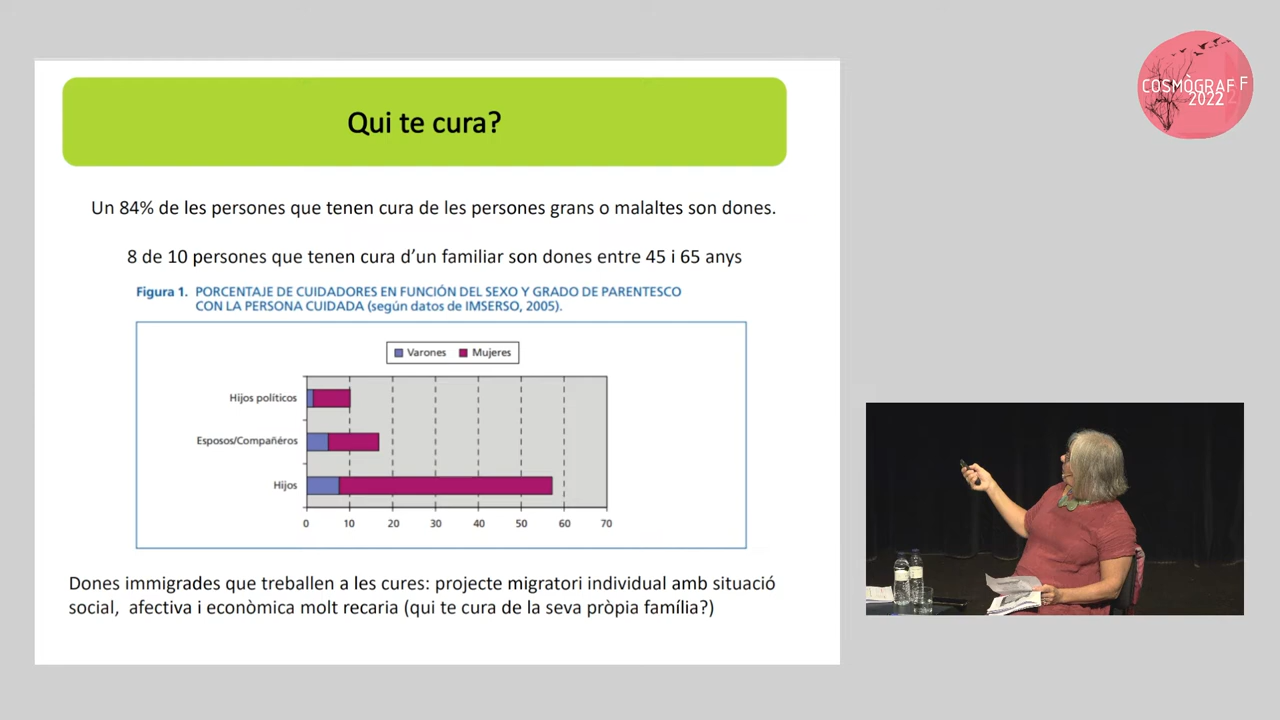 Qui te cura?
Un 84% de les persones que tenen cura de les persones grans o malaltes son dones.
8 de 10 persones que tenen cura d'un familiar son dones entre 45 i 65 anys
Figura 1. PORCENTAJE DE CUIDADORES EN FUNCIÓN DEL SEXO Y GRADO DE PARENTESCO
CON LA PERSONA CUIDADA (según datos de IMSERSO, 2005).
Varones Mujeres
Hijos políticos
Esposos/Compañéros
Hijos
0 10 20 30 40 50 60 70
Dones immigrades que treballen a les cures: projecte migratori individual amb situació
social, afectiva i econòmica molt recaria (qui te cura de la seva pròpia família?)
COSMÒGRAF F
2022